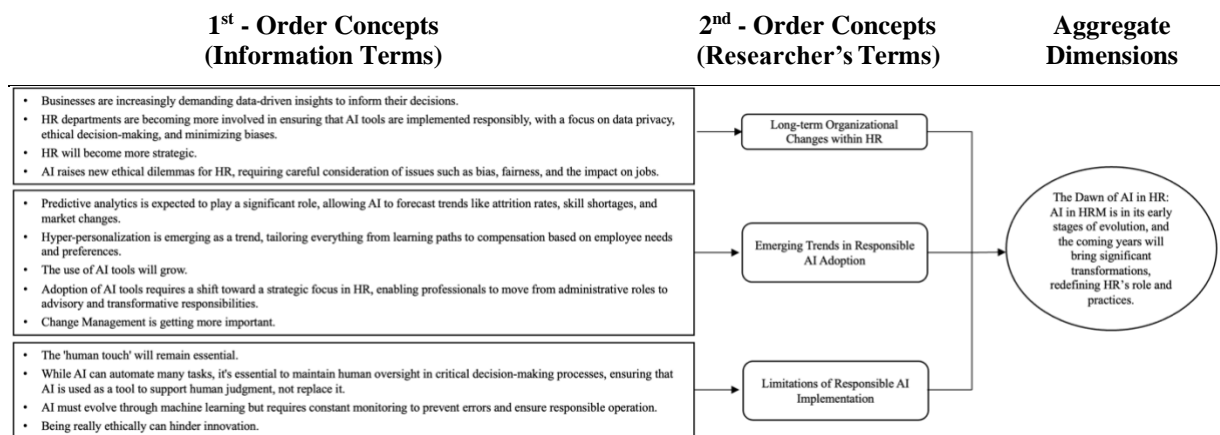 1st - Order Concepts
(Information Terms)
2nd - Order Concepts
(Researcher's Terms)
Aggregate
Dimensions
• Businesses are increasingly demanding data-driven insights to inform their decisions.
• HR departments are becoming more involved in ensuring that AI tools are implemented responsibly, with a focus on data privacy,
ethical decision-making, and minimizing biases.
• HR will become more strategic.
• AI raises new ethical dilemmas for HR, requiring careful consideration of issues such as bias, fairness, and the impact on jobs.
Long-term Organizational
Changes within HR
• Predictive analytics is expected to play a significant role, allowing AI to forecast trends like attrition rates, skill shortages, and
market changes.
• Hyper-personalization is emerging as a trend, tailoring everything from learning paths to compensation based on employee needs
and preferences.
• The use of AI tools will grow.
• Adoption of AI tools requires a shift toward a strategic focus in HR, enabling professionals to move from administrative roles to
advisory and transformative responsibilities.
• Change Management is getting more important.
Emerging Trends in Responsible
AI Adoption
• The 'human touch' will remain essential.
• While AI can automate many tasks, it's essential to maintain human oversight in critical decision-making processes, ensuring that
AI is used as a tool to support human judgment, not replace it.
• AI must evolve through machine learning but requires constant monitoring to prevent errors and ensure responsible operation.
• Being really ethically can hinder innovation.
Limitations of Responsible AI
Implementation
The Dawn of AI in HR:
AI in HRM is in its early
stages of evolution, and
the coming years will
bring significant
transformations,
redefining HR's role and
practices.